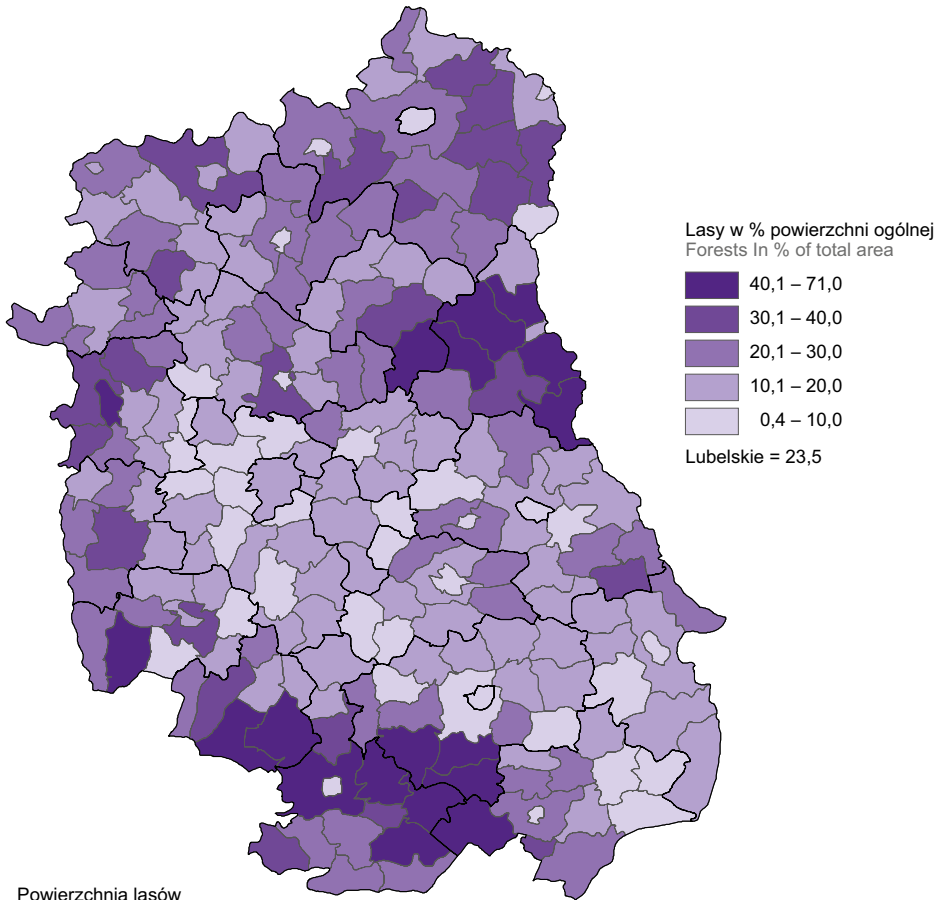 Lasy w % powierzchni ogólnej
Forests In % of total area
40,1 – 71,0
30,1 – 40,0
20,1 – 30,0
10,1 – 20,0
0,4 – 10,0
Lubelskie = 23,5
Powierzchnia lasów